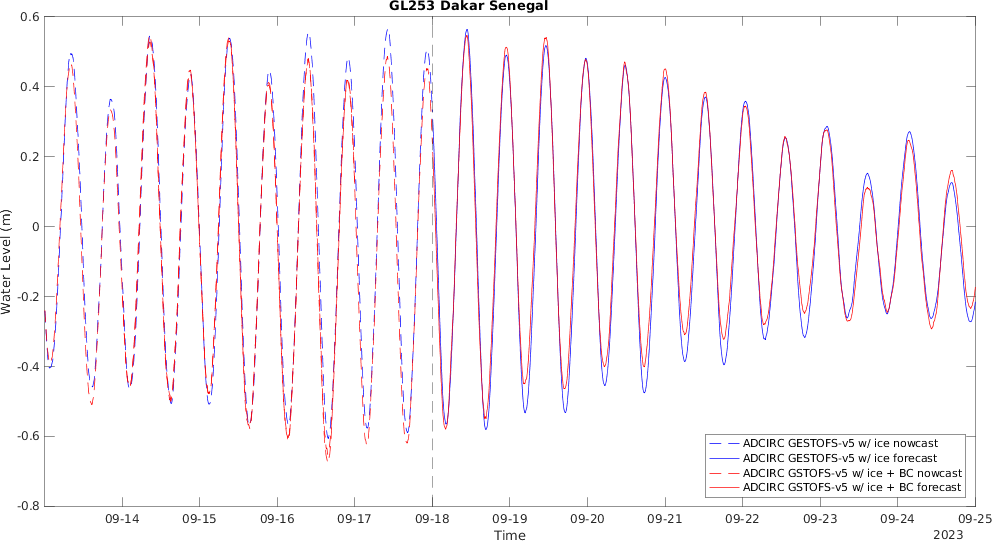 GL253 Dakar Senegal
0.6
0.4
0.2
0
-0.2
-0.4
-0.6
-0.8
Water Level (m)
ADCIRC GESTOFS-v5 w/ ice nowcast
ADCIRC GESTOFS-v5 w/ ice forecast
ADCIRC GSTOFS-v5 w/ ice + BC nowcast
ADCIRC GSTOFS-v5 w/ ice + BC forecast
09-14 09-15 09-16 09-17 09-18 09-19 09-20 09-21 09-22 09-23 09-24 09-25
Time
2023